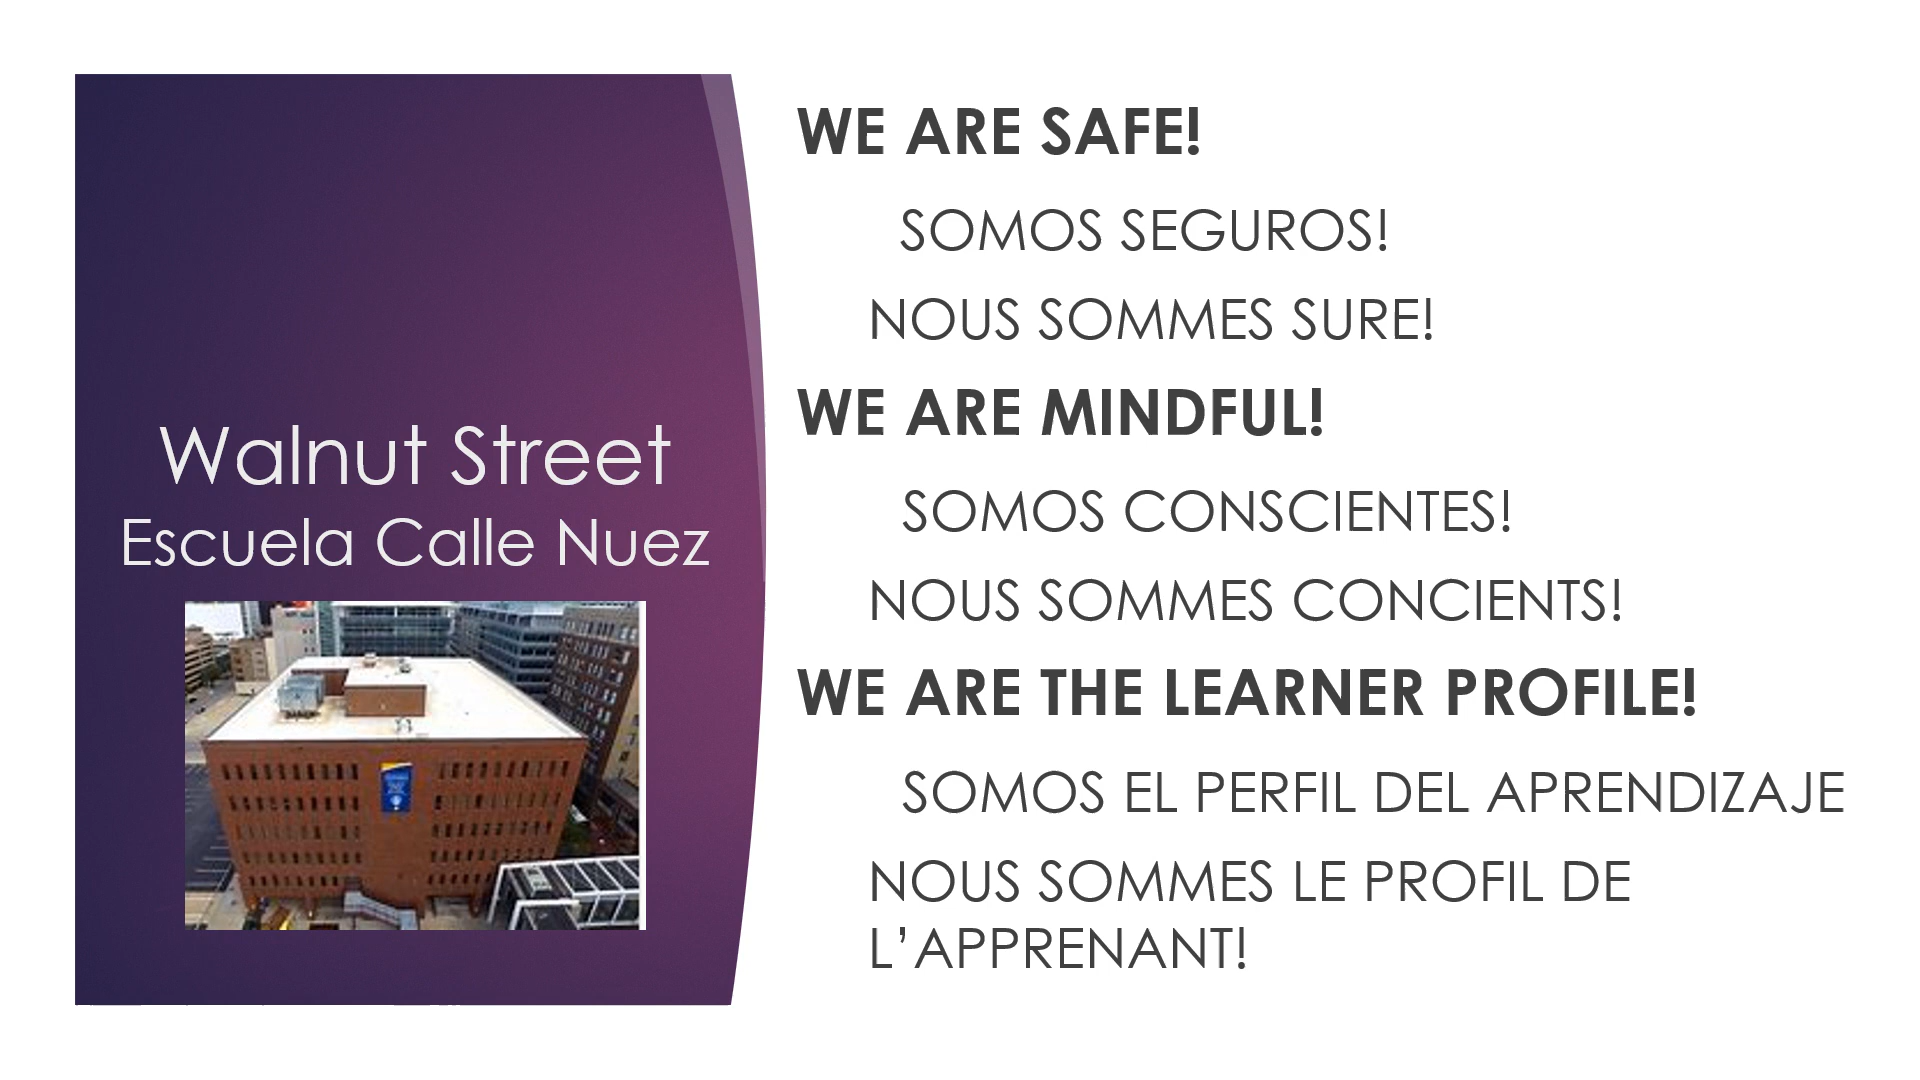 Walnut Street
Escuela Calle Nuez
WE ARE SAFE!
SOMOS SEGUROS!
NOUS SOMMES SURE!
WE ARE MINDFUL!
SOMOS CONSCIENTES!
NOUS SOMMES CONCIENTS!
WE ARE THE LEARNER PROFILE!
SOMOS EL PERFIL DEL APRENDIZAJE
NOUS SOMMES LE PROFIL DE
L’APPRENANT!